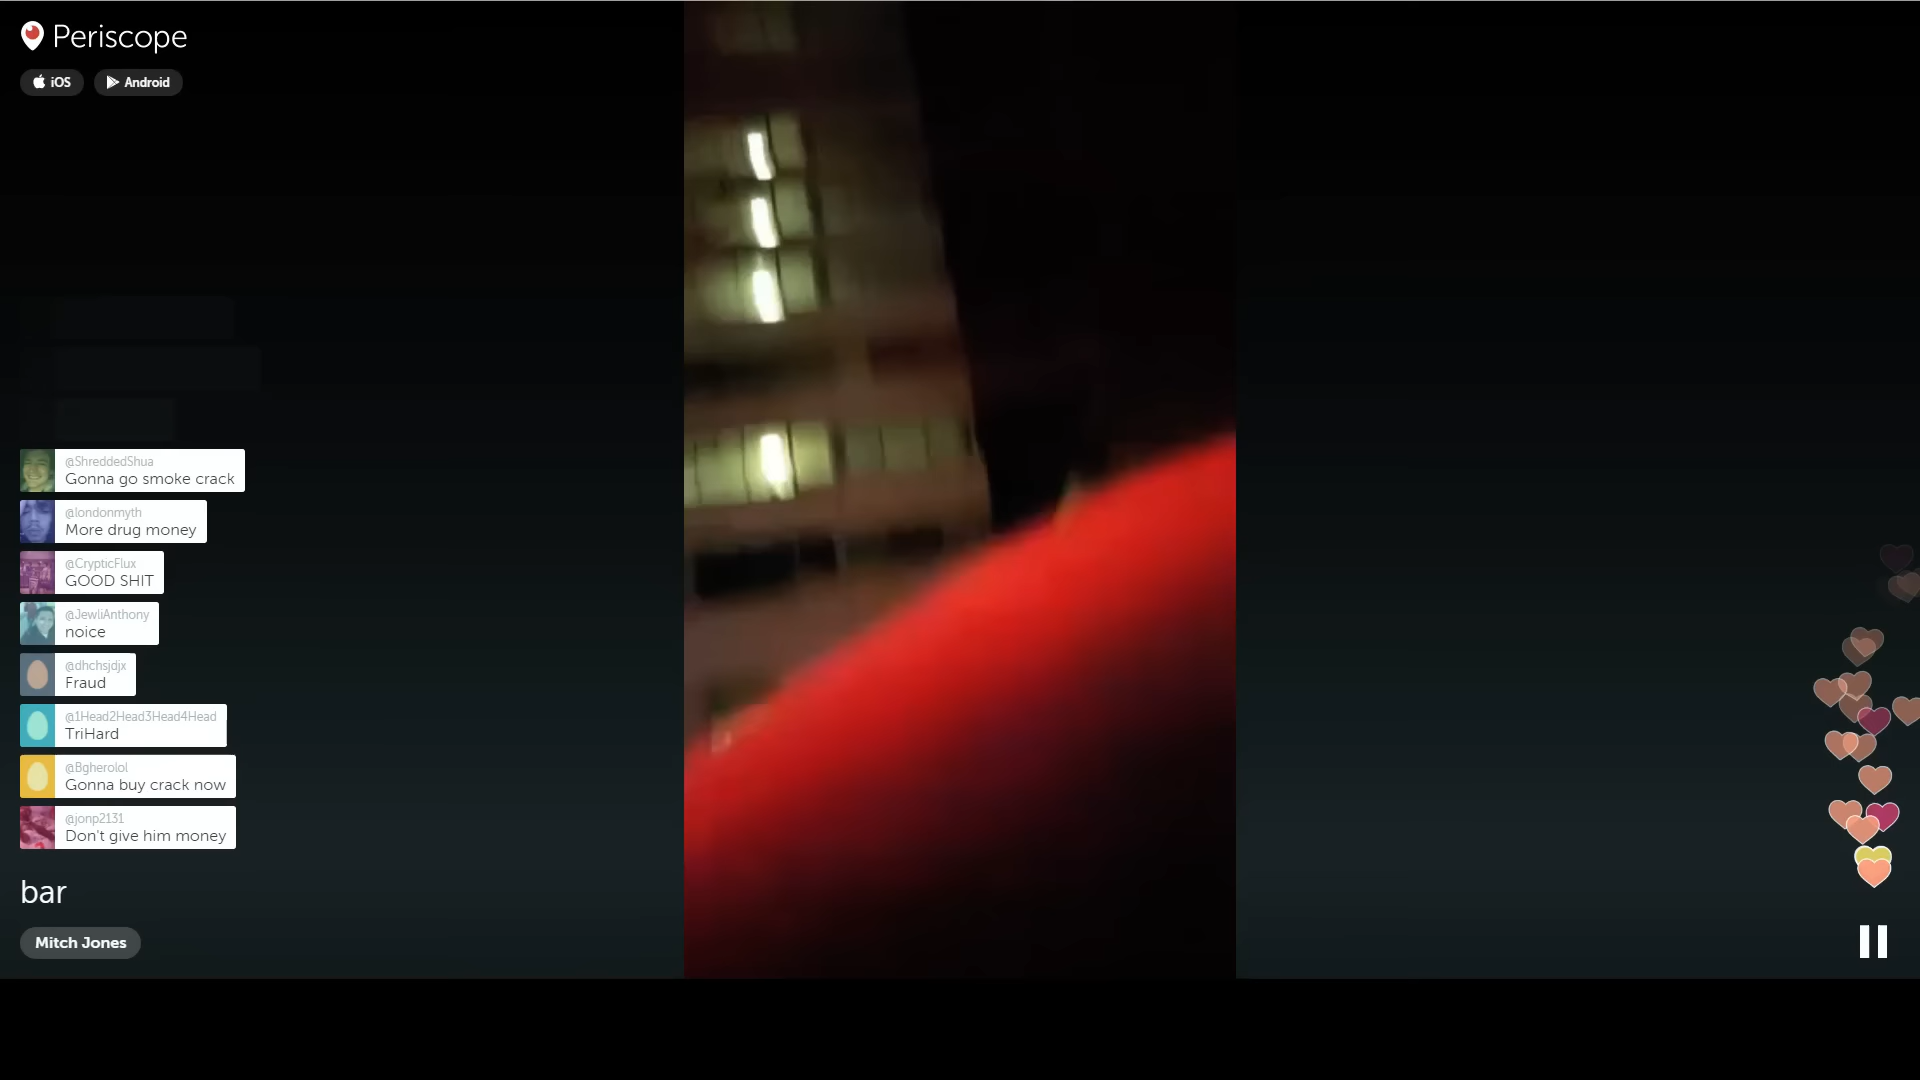 Periscope
iOS
Android
@ShreddedShua
Gonna go smoke crack
@londonmyth
More drug money
@CrypticFlux
GOOD SHIT
@JewliAnthony
noice
@dhchsjdjx
Fraud
@1Head2Head3Head4Head
TriHard
@Bgherolol
Gonna buy crack now
@jonp2131
Don't give him money
bar
Mitch Jones